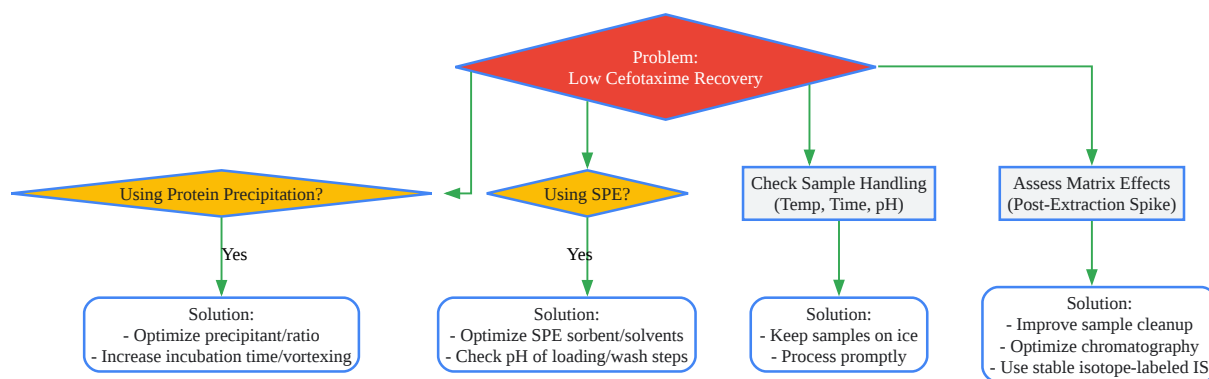 Problem:
Low Cefotaxime Recovery
Using Protein Precipitation?
Using SPE?
Check Sample Handling
(Temp, Time, pH)
Assess Matrix Effects
(Post-Extraction Spike)
Yes
Yes
Solution:
- Optimize precipitant/ratio
- Increase incubation time/vortexing
Solution:
- Optimize SPE sorbent/solvents
- Check pH of loading/wash steps
Solution:
- Keep samples on ice
- Process promptly
Solution:
- Improve sample cleanup
- Optimize chromatography
- Use stable isotope-labeled IS